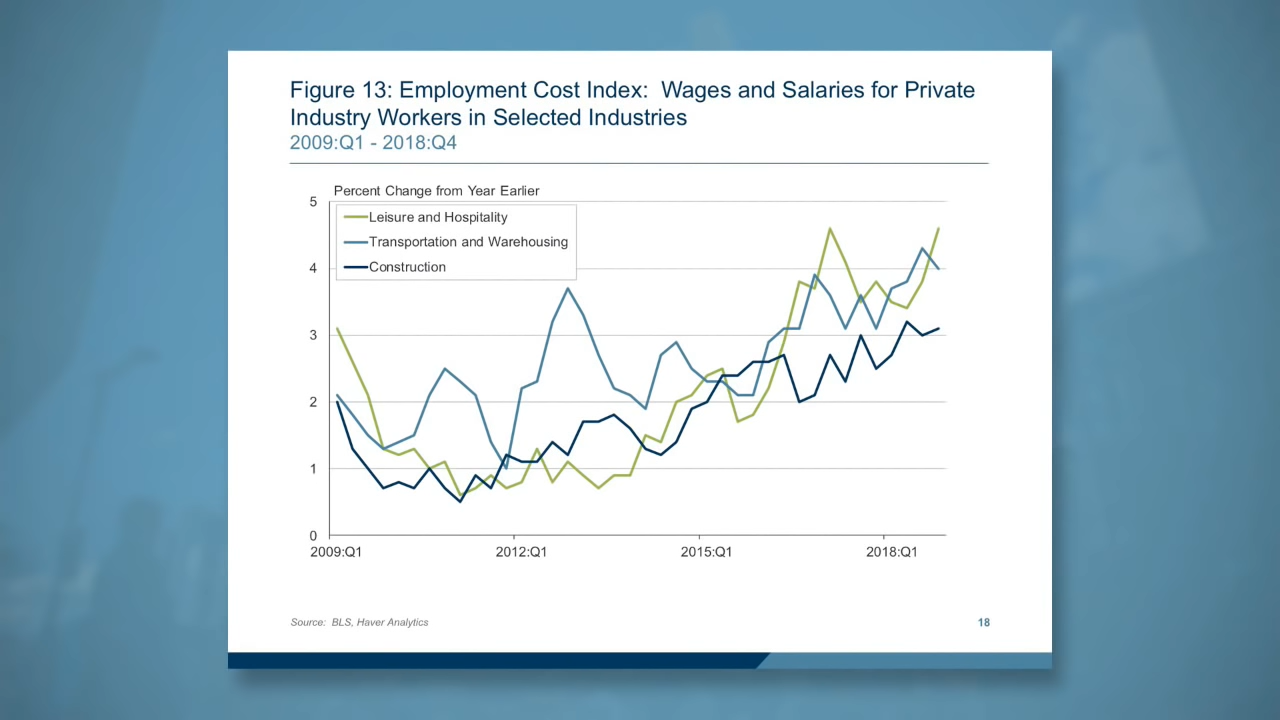 Figure 13: Employment Cost Index:  Wages and Salaries for Private
Industry Workers in Selected Industries
2009:Q1 - 2018:Q4
Percent Change from Year Earlier
5
Leisure and Hospitality
Transportation and Warehousing
4
Construction
3
2
1
0
2009:Q1 2012:Q1 2015:Q1 2018:Q1
Source:  BLS, Haver Analytics
18